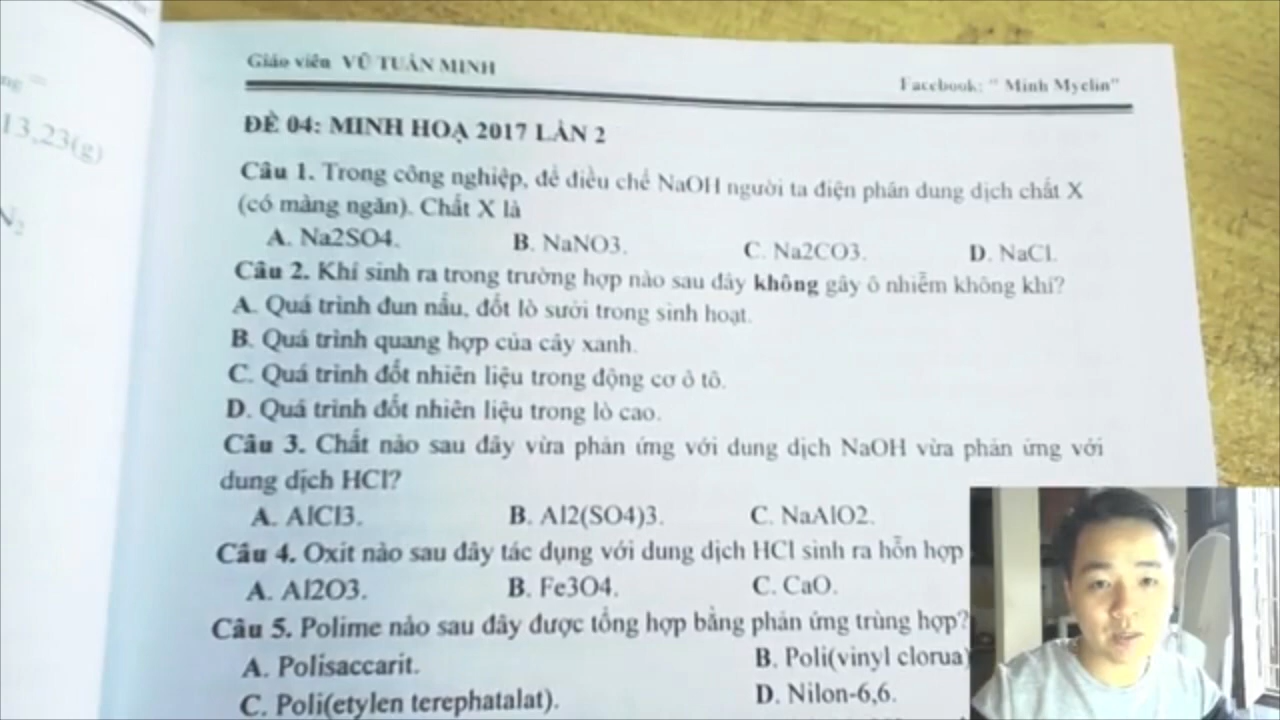 13,23(g)
N2
Giáo viên VŨ TUẤN MINH
Facebook: " Minh Myelin"
ĐỀ 04: MINH HOẠ 2017 LẦN 2
Câu 1. Trong công nghiệp, để điều chế NaOH người ta điện phân dung dịch chất X
(có màng ngăn). Chất X là
A. Na2SO4. B. NaNO3. C. Na2CO3. D. NaCl.
Câu 2. Khí sinh ra trong trường hợp nào sau đây không gây ô nhiễm không khí?
A. Quá trình đun nấu, đốt lò sưởi trong sinh hoạt.
B. Quá trình quang hợp của cây xanh.
C. Quá trình đốt nhiên liệu trong động cơ ô tô.
D. Quá trình đốt nhiên liệu trong lò cao.
Câu 3. Chất nào sau đây vừa phản ứng với dung dịch NaOH vừa phản ứng với
dung dịch HCl?
A. AlCl3. B. Al2(SO4)3. C. NaAlO2.
Câu 4. Oxit nào sau đây tác dụng với dung dịch HCl sinh ra hỗn hợp
A. Al2O3. B. Fe3O4. C. CaO.
Câu 5. Polime nào sau đây được tổng hợp bằng phản ứng trùng hợp?
A. Polisaccarit. B. Poli(vinyl clorua)
C. Poli(etylen terephatalat). D. Nilon-6,6.